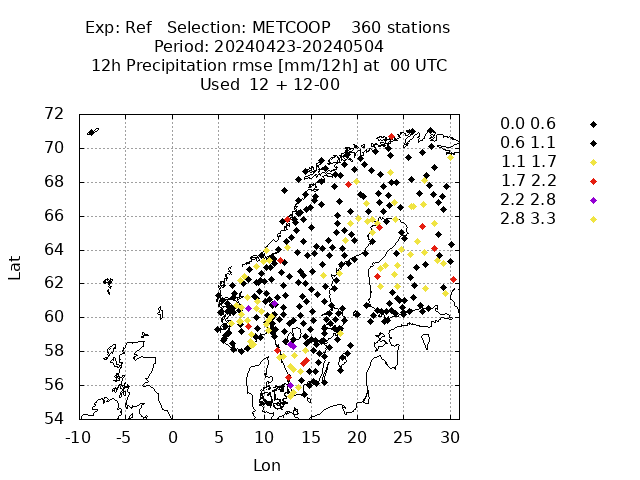 Exp: Ref   Selection: METCOOP    360 stations
Period: 20240423-20240504
12h Precipitation rmse [mm/12h] at  00 UTC
Used  12 + 12-00
72
70
68
66
64
62
60
58
56
54
Lat
-10 -5 0 5 10 15 20 25 30
Lon
0.0 0.6
0.6 1.1
1.1 1.7
1.7 2.2
2.2 2.8
2.8 3.3